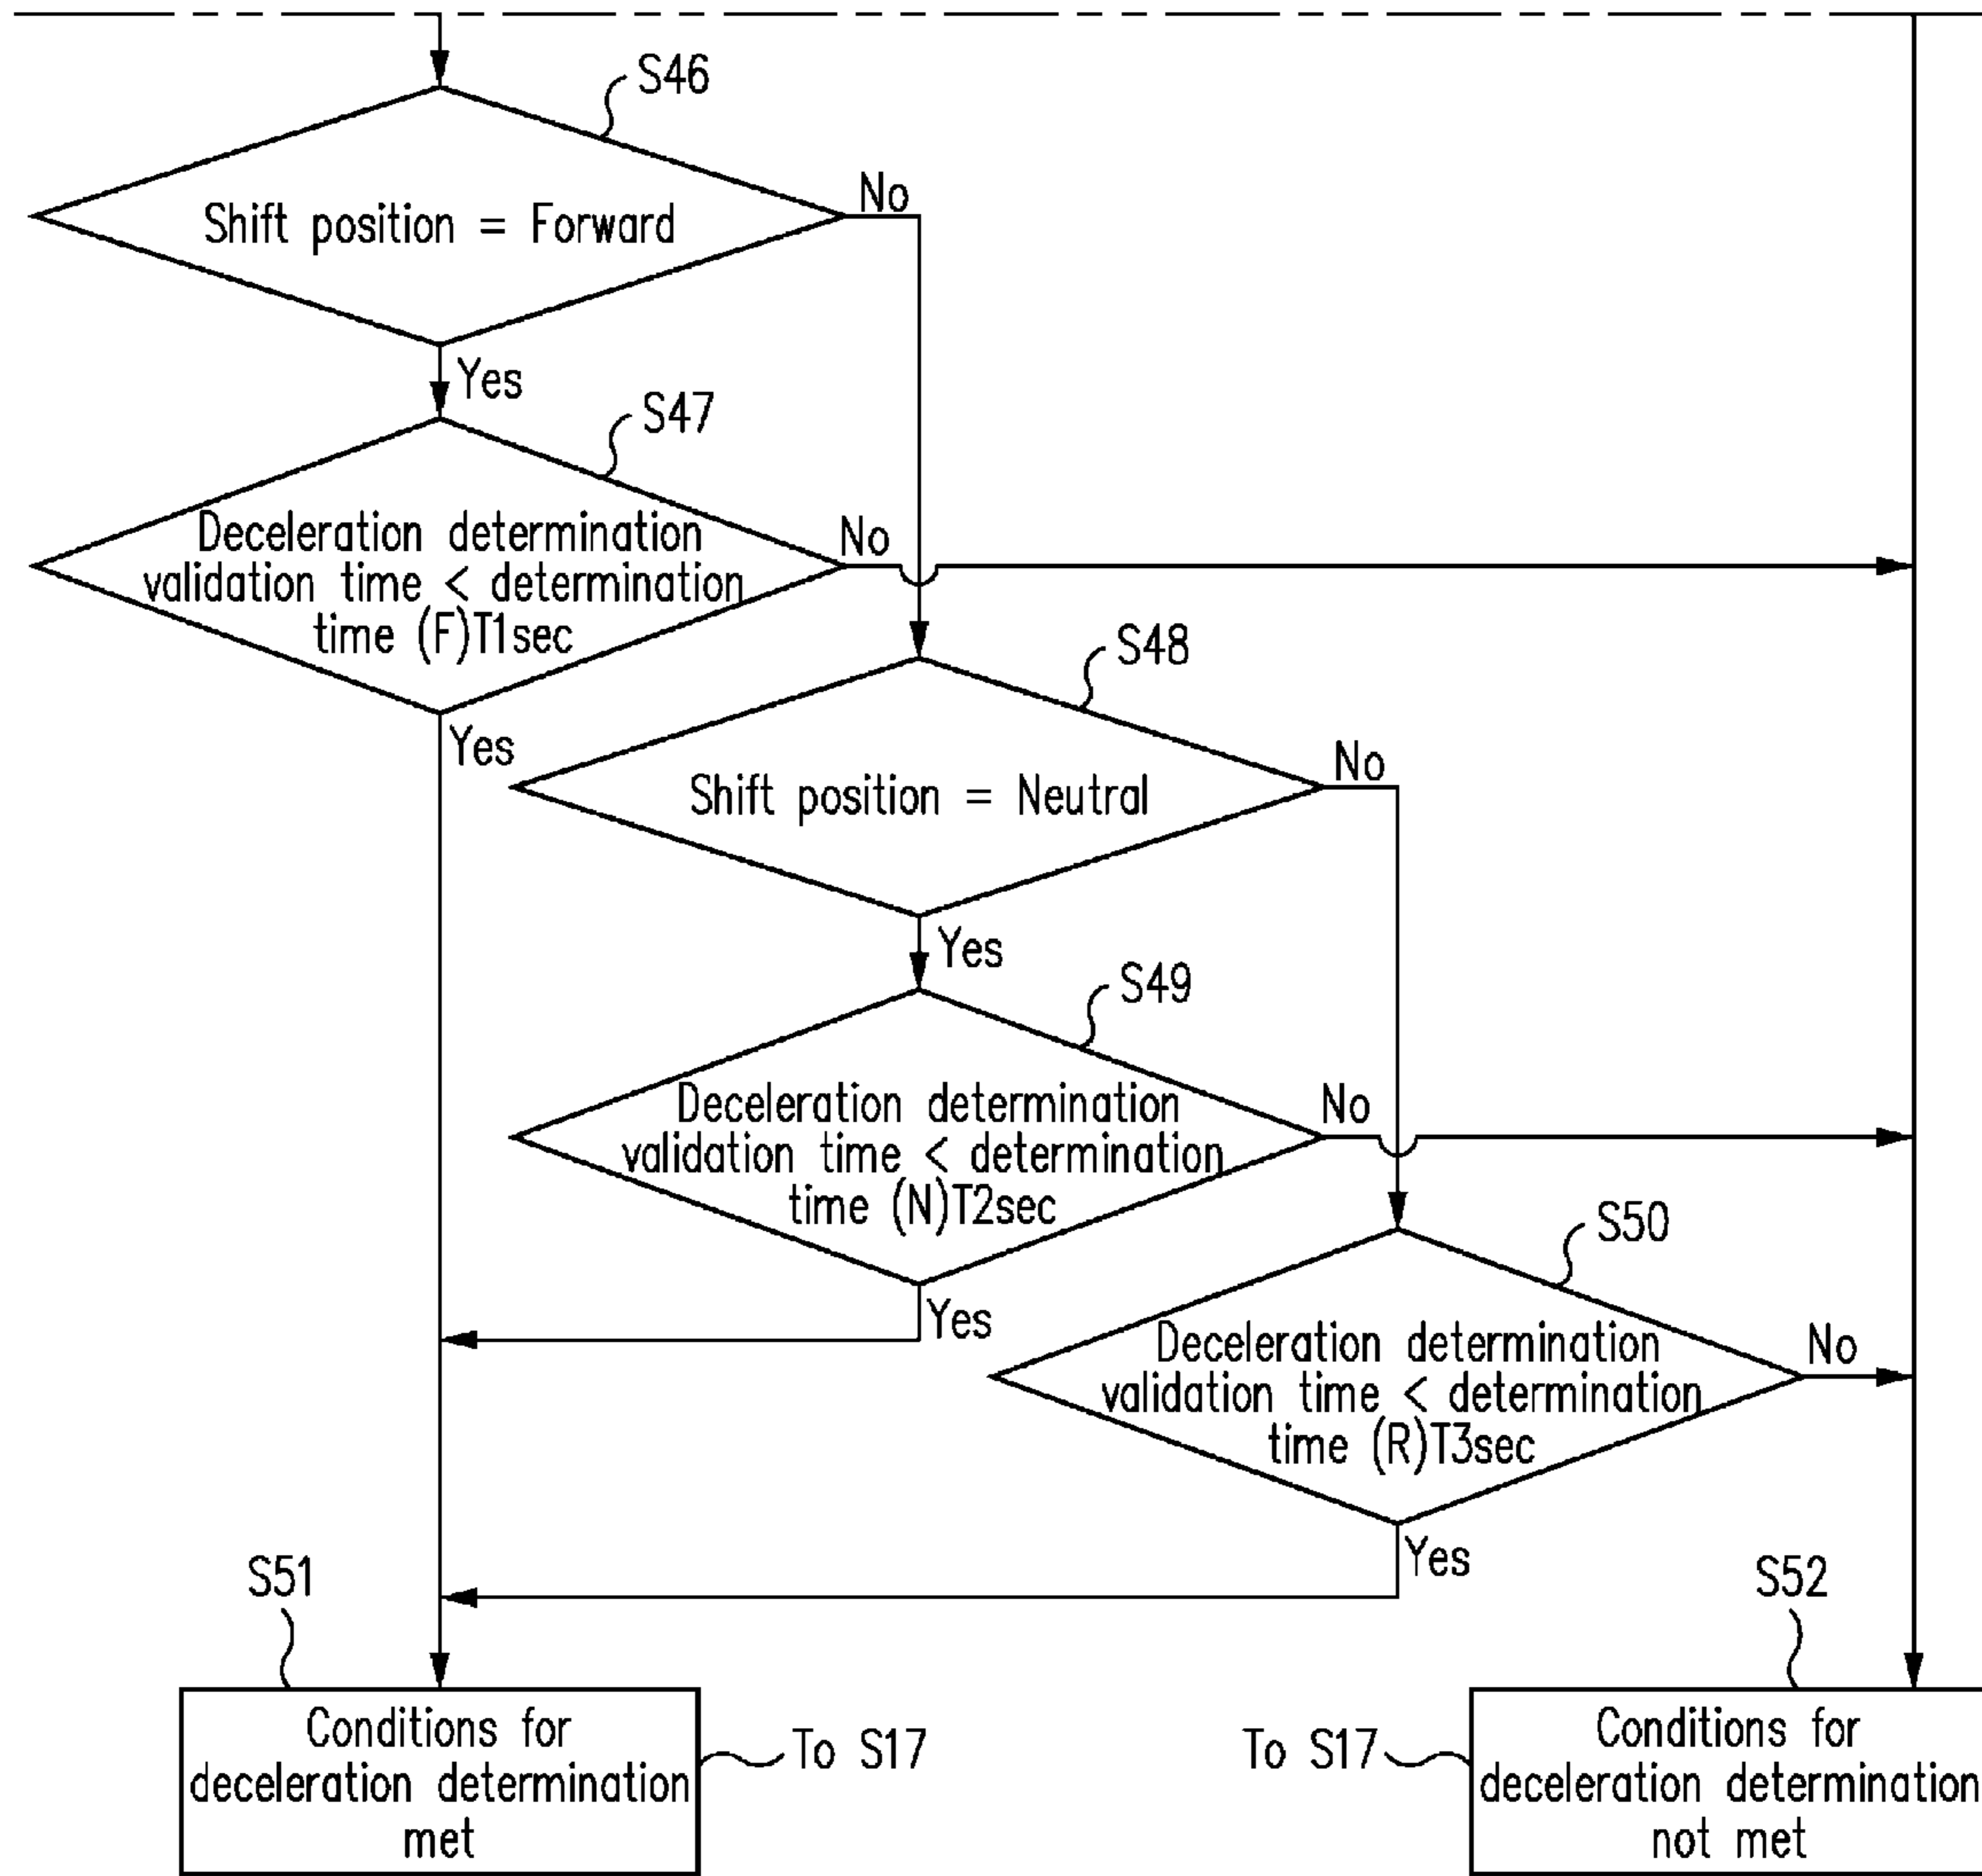 S46
Shift position = Forward
No
Yes
S47
Deceleration determination
validation time < determination
time (F)T1sec
No
Yes
S48
Shift position = Neutral
No
Yes
S49
Deceleration determination
validation time < determination
time (N)T2sec
No
Yes
S50
Deceleration determination
validation time < determination
time (R)T3sec
No
Yes
S51
Conditions for
deceleration determination
met
To S17
S52
To S17
Conditions for
deceleration determination
not met